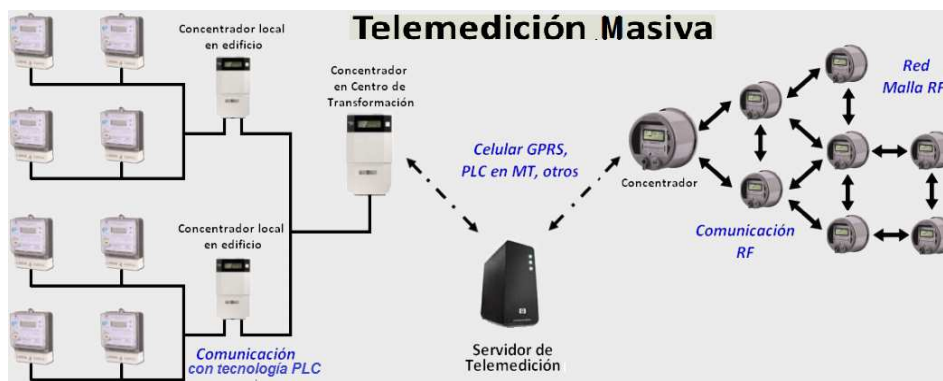 Telemedición Masiva
Concentrador local
en edificio
Concentrador
en Centro de
Transformación
Red
Malla RF
Celular GPRS,
PLC en MT, otros
Concentrador
Concentrador local
en edificio
Comunicación
RF
Comunicación
con tecnología PLC
Servidor de
Telemedición